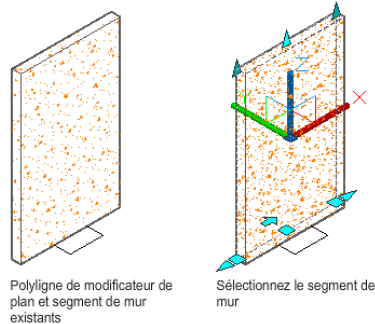 Z
Y
X
Polyligne de modificateur de
plan et segment de mur
existants
Sélectionnez le segment de
mur